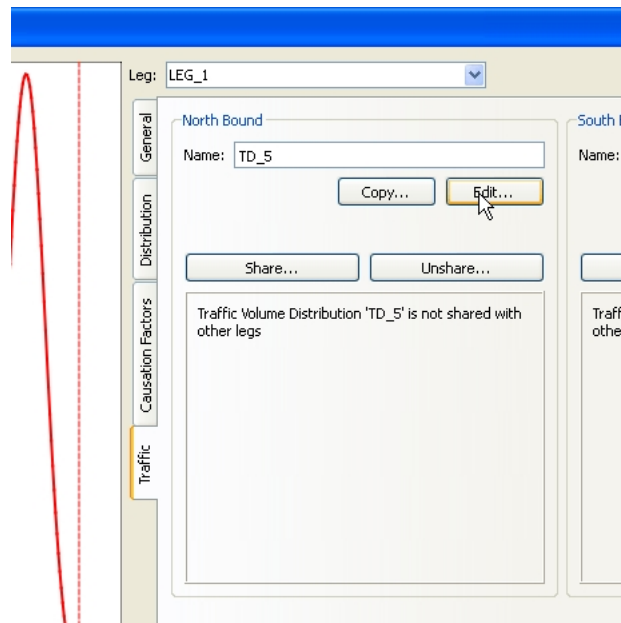 Leg: LEG_1
General
Distribution
Causation Factors
Traffic
North Bound
Name: TD_5
Copy... Edit...
Share... Unshare...
Traffic Volume Distribution 'TD_5' is not shared with
other legs
South
Name: